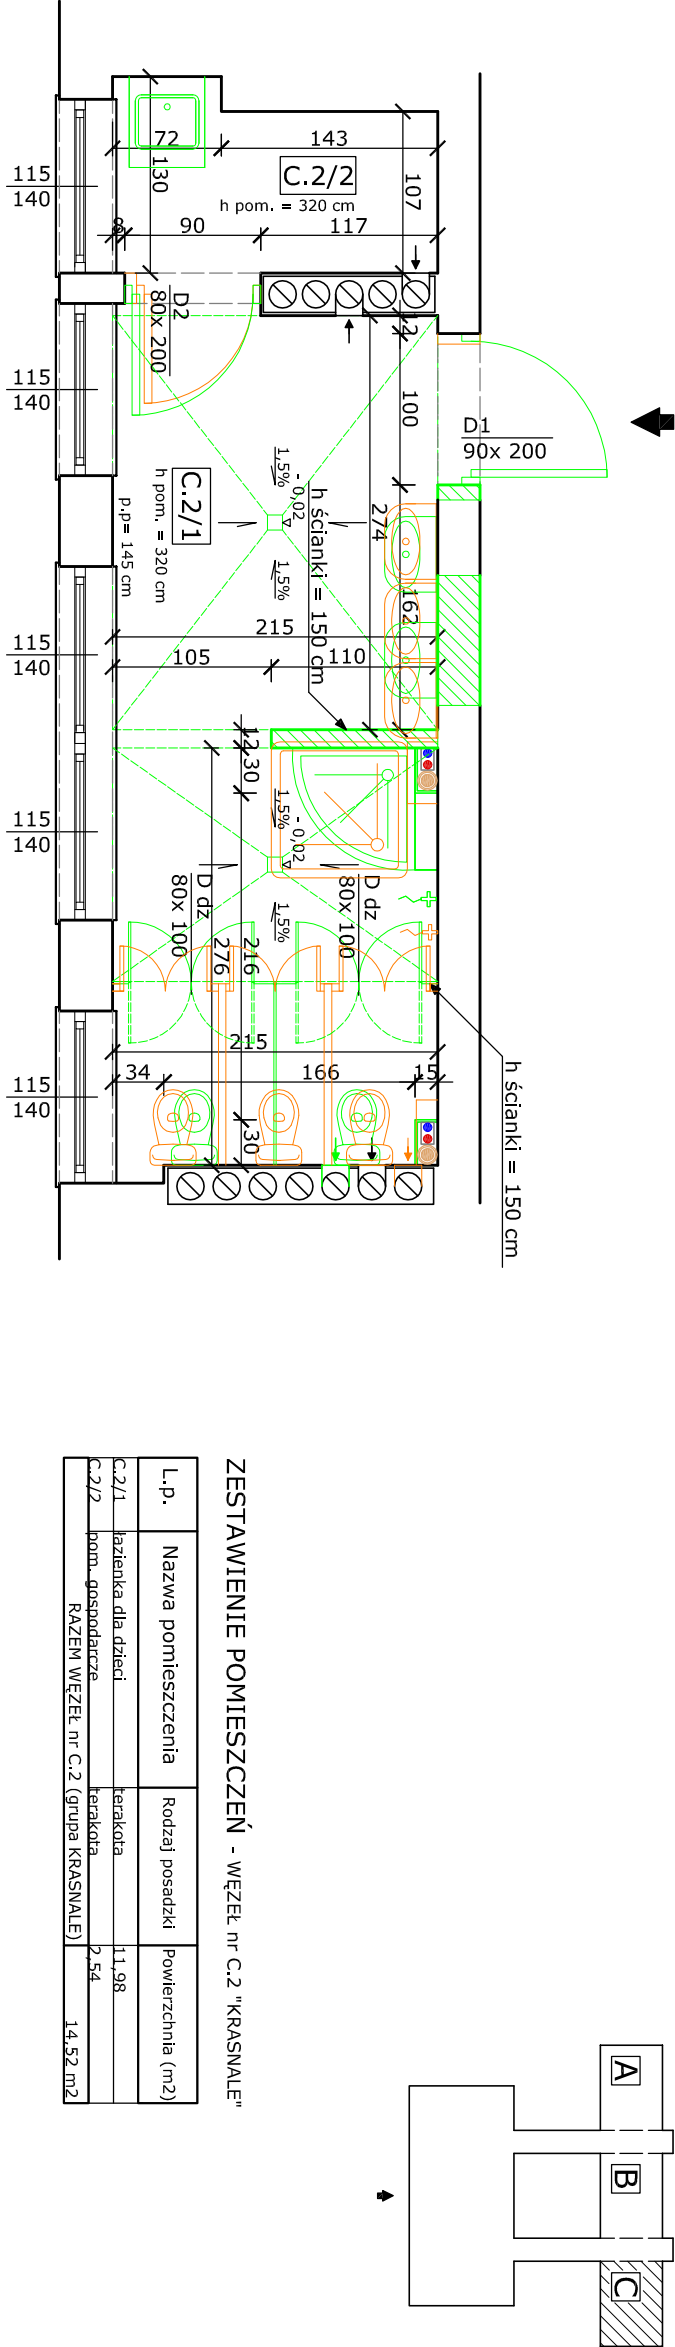 72
143
130
C.2/2
107
h pom. = 320 cm
8
90
117
115
140
D2
80x 200
12
100
115
140
D1
90x 200
1,5%
- 0,02
h ścianki = 150 cm
274
C.2/1
h pom. = 320 cm
p.p= 145 cm
1,5%
162
215
105
110
115
140
12
30
1,5%
- 0,02
115
140
D dz
80x 100
D dz
80x 100
1,5%
216
276
215
34
166
15
115
140
30
h ścianki = 150 cm
ZESTAWIENIE POMIESZCZEŃ - WĘZEŁ nr C.2 "KRASNALE"
L.p. Nazwa pomieszczenia Rodzaj posadzki Powierzchnia (m2)
C.2/1 łazienka dla dzieci terakota 11,98
C.2/2 pom. gospodarcze terakota 2,54
RAZEM WĘZEŁ nr C.2 (grupa KRASNALE) 14,52 m2
A
B
C